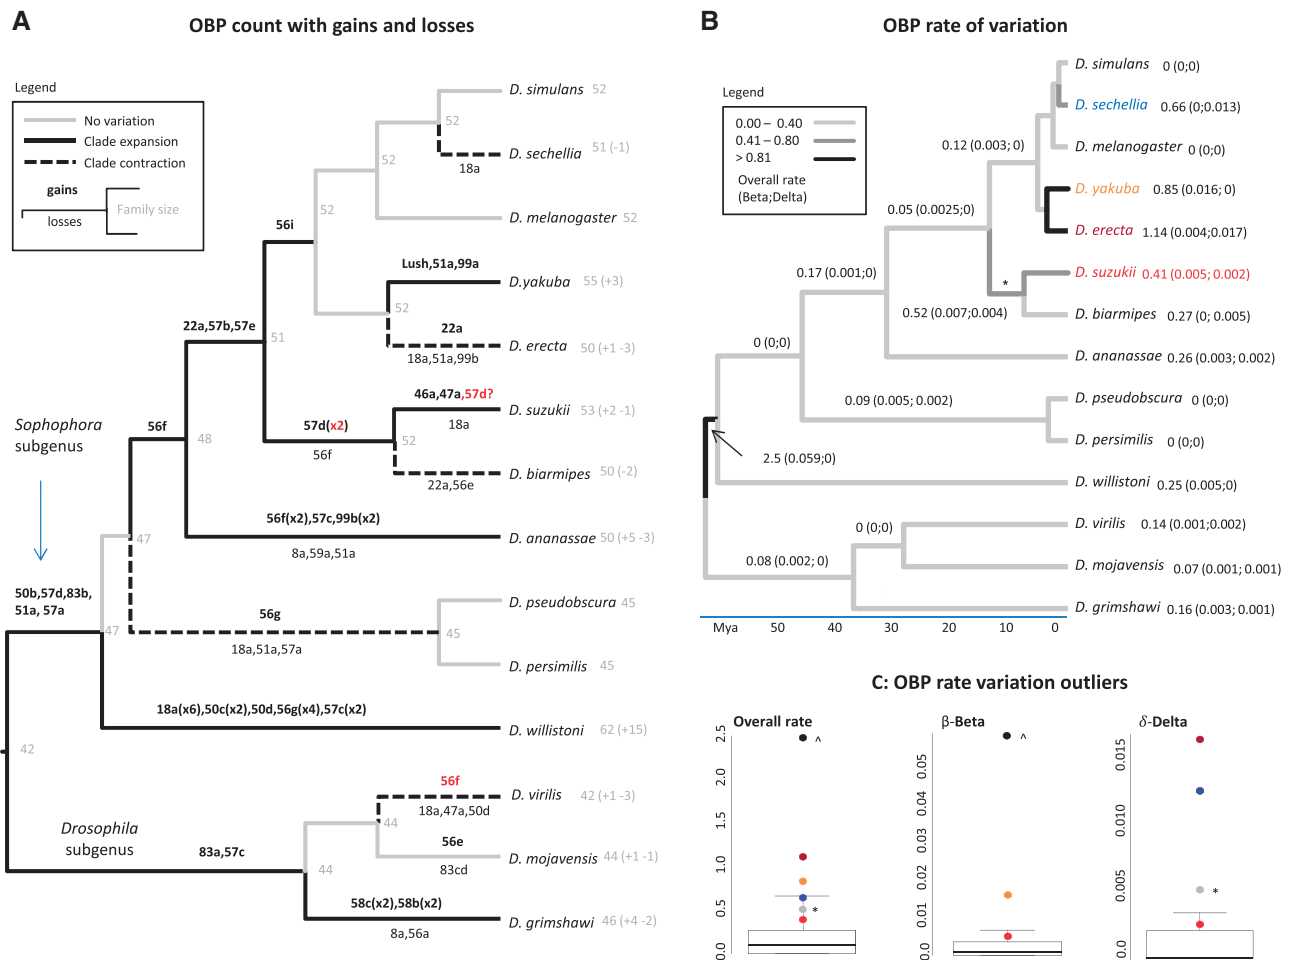 A
OBP count with gains and losses
Legend
No variation
Clade expansion
Clade contraction
gains
losses
Family size
D. simulans 52
52
D. sechellia 51 (-1)
18a
52
D. melanogaster 52
52
56i
Lush,51a,99a
D.yakuba 55 (+3)
52
22a
D. erecta 50 (+1 -3)
18a,51a,99b
22a,57b,57e
51
46a,47a,57d?
D. suzukii 53 (+2 -1)
18a
57d(x2)
56f
52
D. biarmipes 50 (-2)
22a,56e
Sophophora
subgenus
56f
48
56f(x2),57c,99b(x2)
D. ananassae 50 (+5 -3)
8a,59a,51a
47
50b,57d,83b,
51a, 57a
47
56g
18a,51a,57a
D. pseudobscura 45
45
D. persimilis 45
18a(x6),50c(x2),50d,56g(x4),57c(x2)
D. willistoni 62 (+15)
42
56f
D. virilis 42 (+1 -3)
18a,47a,50d
44
56e
D. mojavensis 44 (+1 -1)
83cd
Drosophila
subgenus
83a,57c
44
58c(x2),58b(x2)
D. grimshawi 46 (+4 -2)
8a,56a
B
OBP rate of variation
Legend
0.00 – 0.40
0.41 – 0.80
> 0.81
Overall rate
(Beta;Delta)
D. simulans 0 (0;0)
D. sechellia 0.66 (0;0.013)
0.12 (0.003; 0)
D. melanogaster 0 (0;0)
D. yakuba 0.85 (0.016; 0)
0.05 (0.0025;0)
D. erecta 1.14 (0.004;0.017)
0.17 (0.001;0)
D. suzukii 0.41 (0.005; 0.002)
*
0.52 (0.007;0.004)
D. biarmipes 0.27 (0; 0.005)
0 (0;0)
D. ananassae 0.26 (0.003; 0.002)
0.09 (0.005; 0.002)
D. pseudobscura 0 (0;0)
D. persimilis 0 (0;0)
2.5 (0.059;0)
D. willistoni 0.25 (0.005;0)
0 (0;0)
D. virilis 0.14 (0.001;0.002)
0.08 (0.002; 0)
D. mojavensis 0.07 (0.001; 0.001)
D. grimshawi 0.16 (0.003; 0.001)
Mya 50 40 30 20 10 0
C: OBP rate variation outliers
Overall rate
2.5
2.0
1.5
1.0
0.5
0.0
^
*
β-Beta
0.05
0.04
0.03
0.02
0.01
0.0
^
δ-Delta
0.015
0.010
0.005
0.0
*